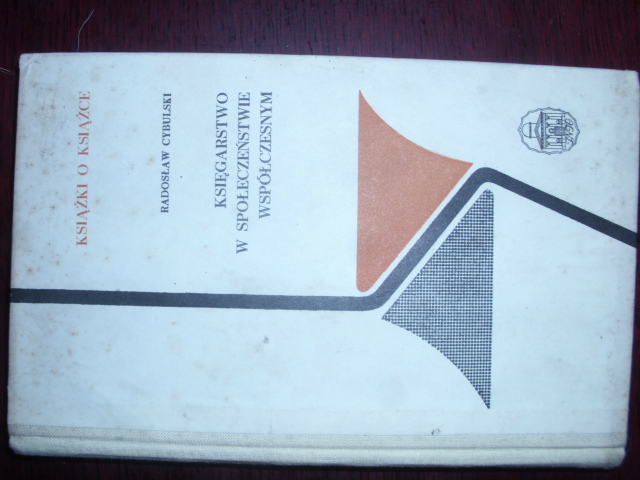 KSIĄŻKI O KSIĄŻCE
RADOSŁAW CYBULSKI
KSIĘGARSTWO
W SPOŁECZEŃSTWIE
WSPÓŁCZESNYM